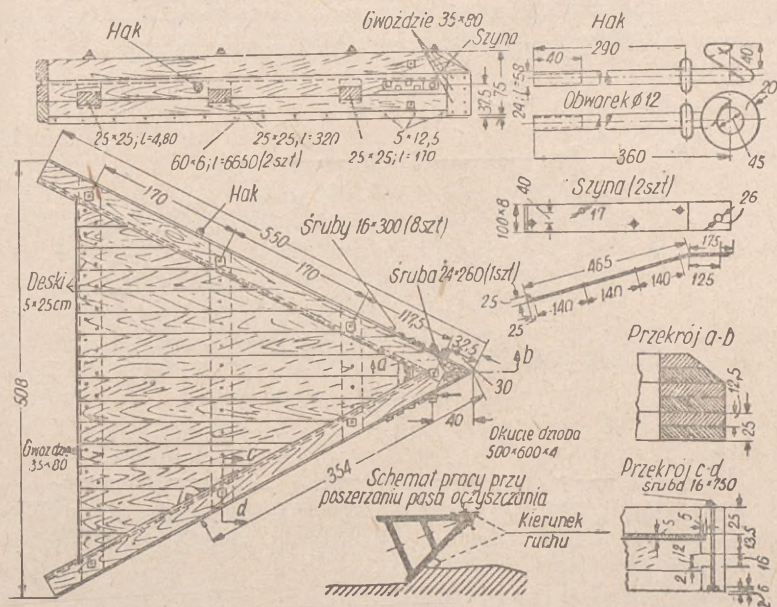 Hak
Gwoździe 35×80
Szyna
Hak
25×25; l=4,80
25×25; l=320
25×25; l=170
5×12,5
60×6; l=6650 (2szt)
32,5
75
Hak
290
40
40
24; l=58
Obwarek ϕ12
20
360
45
Szyna (2szt)
40
100×8
17
26
465
175
125
25
25
140
140
140
170
Hak
550
Śruby 16×300 (8szt)
170
Śruba 24×260 (1szt)
117,5
32,5
Deski
5×25cm
508
a
b
30
40
Gwoździe
35×80
c
d
354
Okucie dzioba
500×600×4
Przekrój a-b
12,5
25
Schemat pracy przy
poszerzaniu pasa oczyszczania
Kierunek
ruchu
Przekrój c-d
śruba 16×750
5
5
25
12
13,5
2
16
6